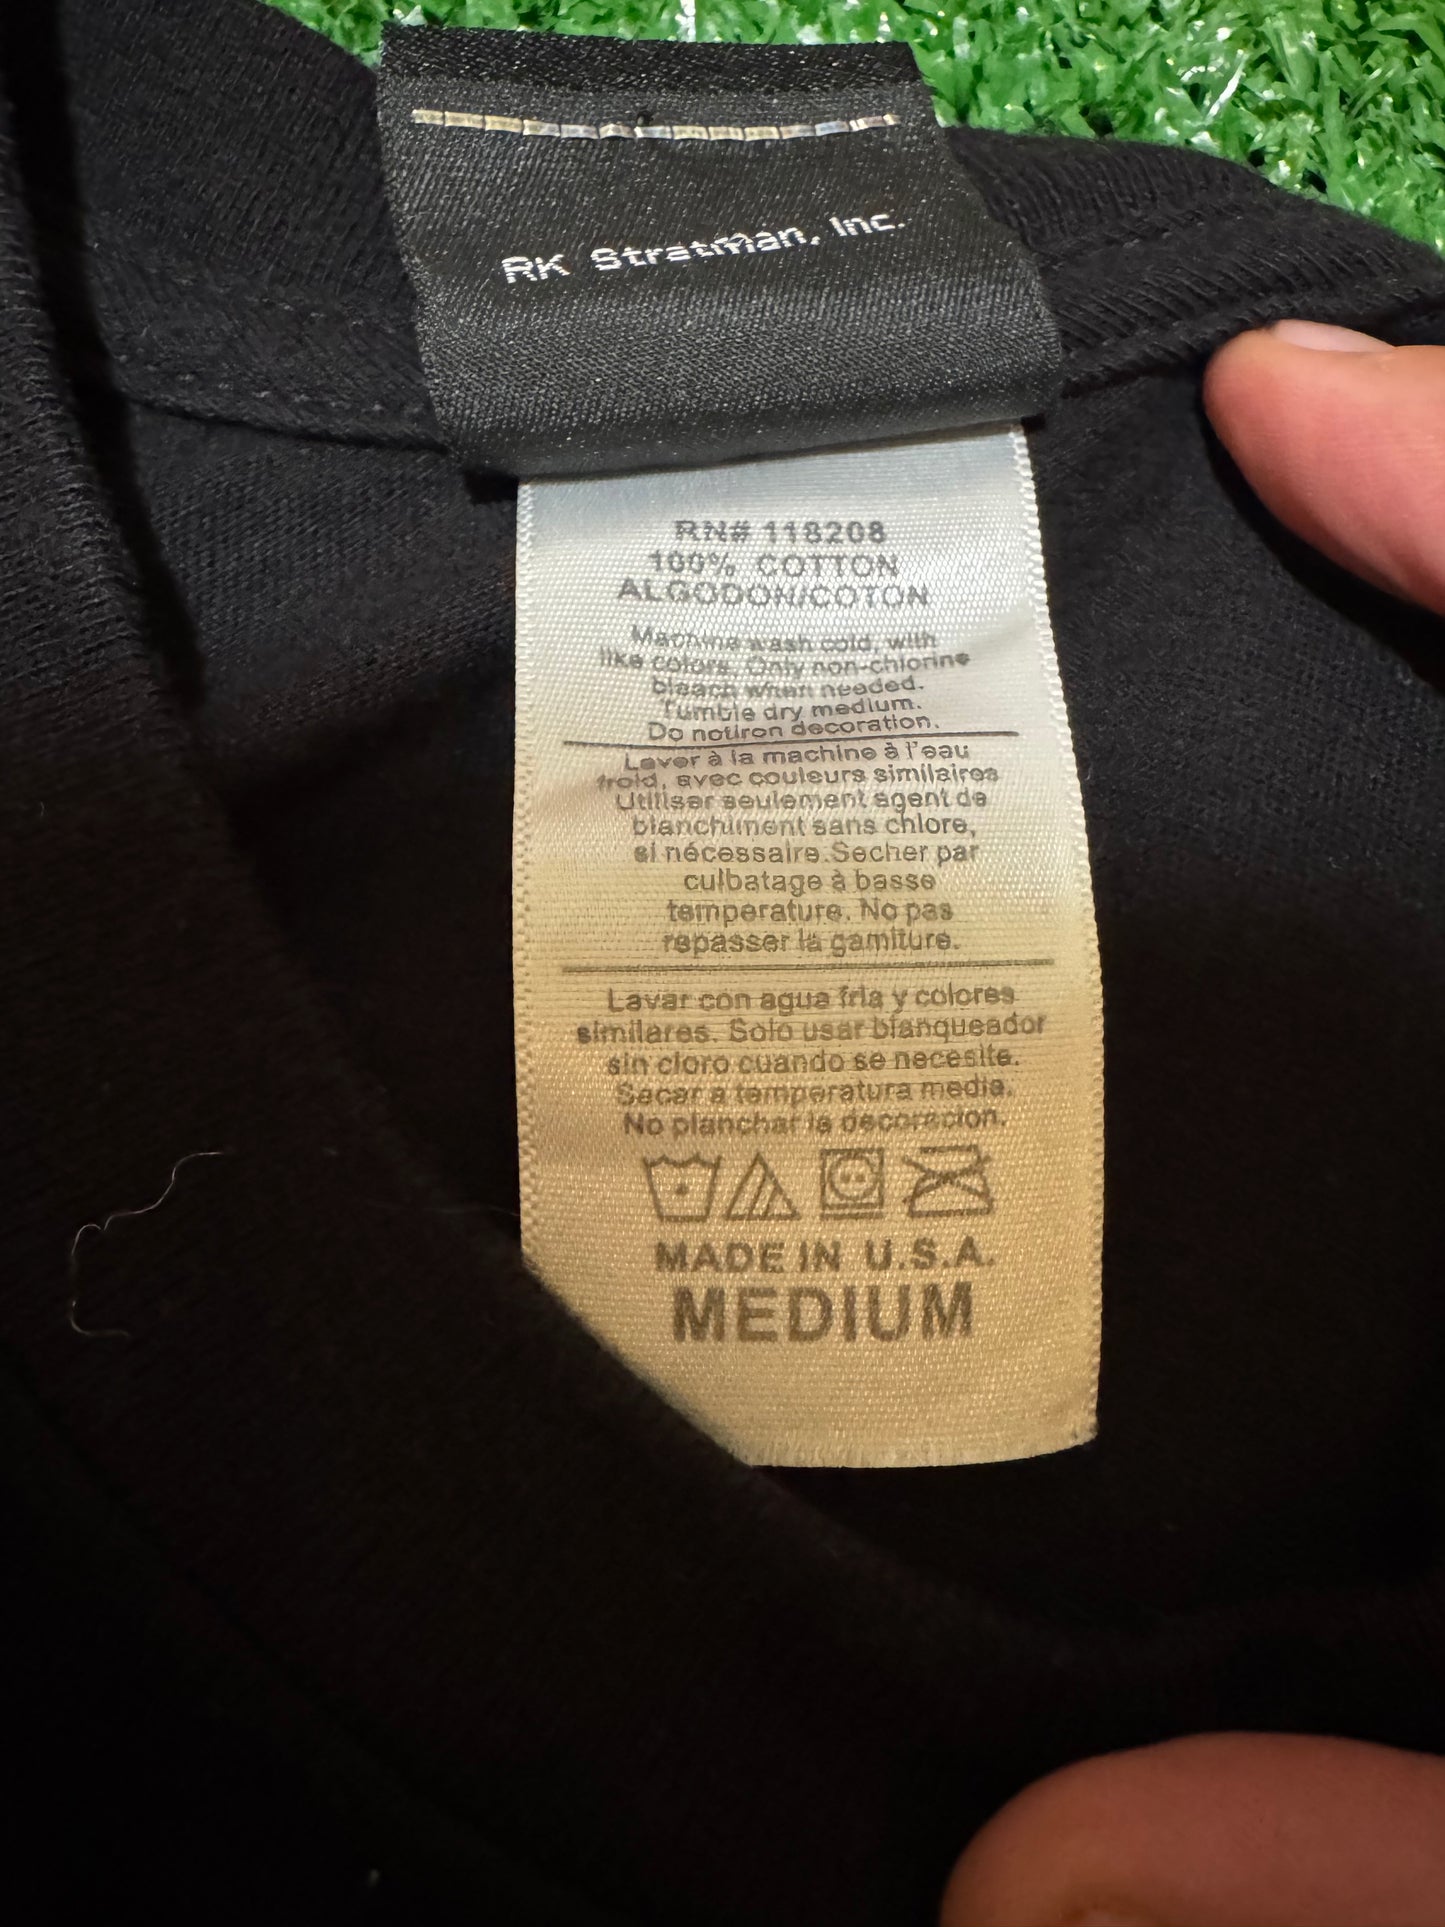 RK Stratman, Inc.
RN# 118208
100% COTTON
ALGODON/COTON
Machine wash cold, with
like colors. Only non-chlorine
bleach when needed.
Tumble dry medium.
Do not iron decoration.
Laver à la machine à l'eau
froid, avec couleurs similaires
Utiliser seulement agent de
blanchiment sans chlore,
si nécessaire. Secher par
culbatage à basse
temperature. No pas
repasser la garniture.
Lavar con agua fria y colores
similares. Solo usar blanqueador
sin cloro cuando se necesite.
Secar a temperatura media.
No planchar la decoracion.
MADE IN U.S.A.
MEDIUM